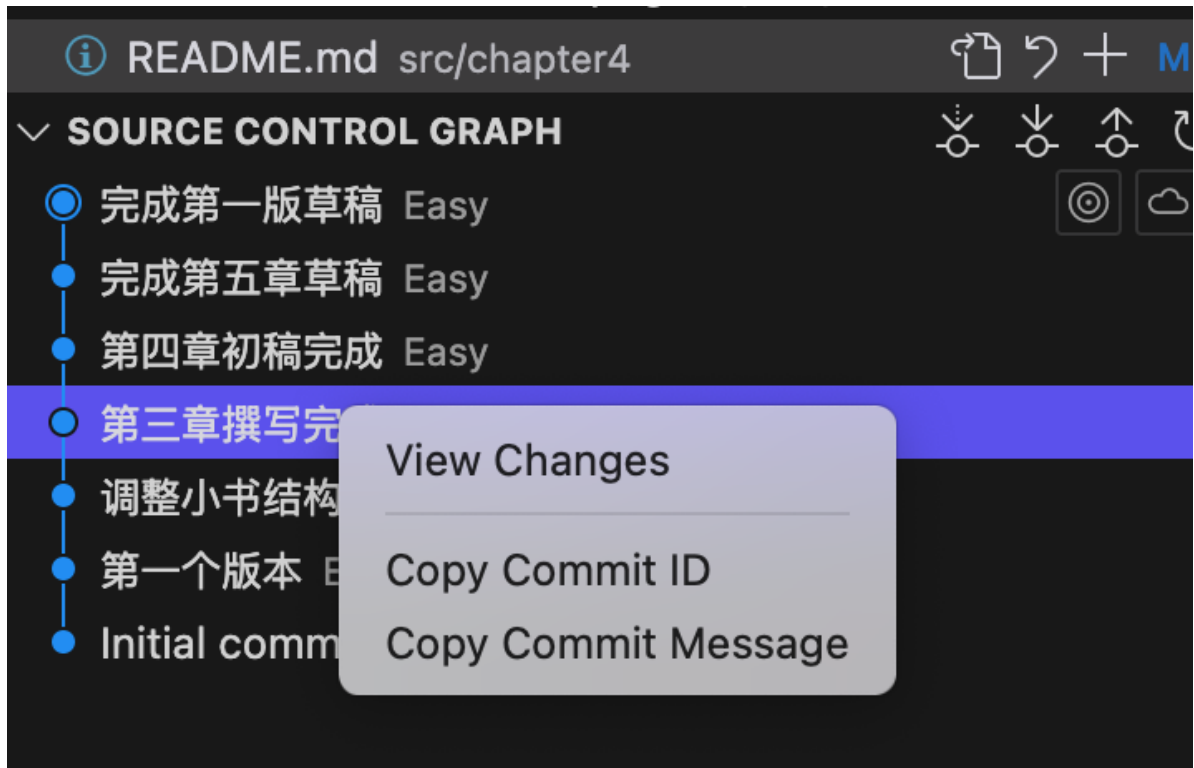 README.md src/chapter4 M
SOURCE CONTROL GRAPH
完成第一版草稿 Easy
完成第五章草稿 Easy
第四章初稿完成 Easy
第三章撰写完
View Changes
调整小书结构
Copy Commit ID
第一个版本
Copy Commit Message
Initial comm